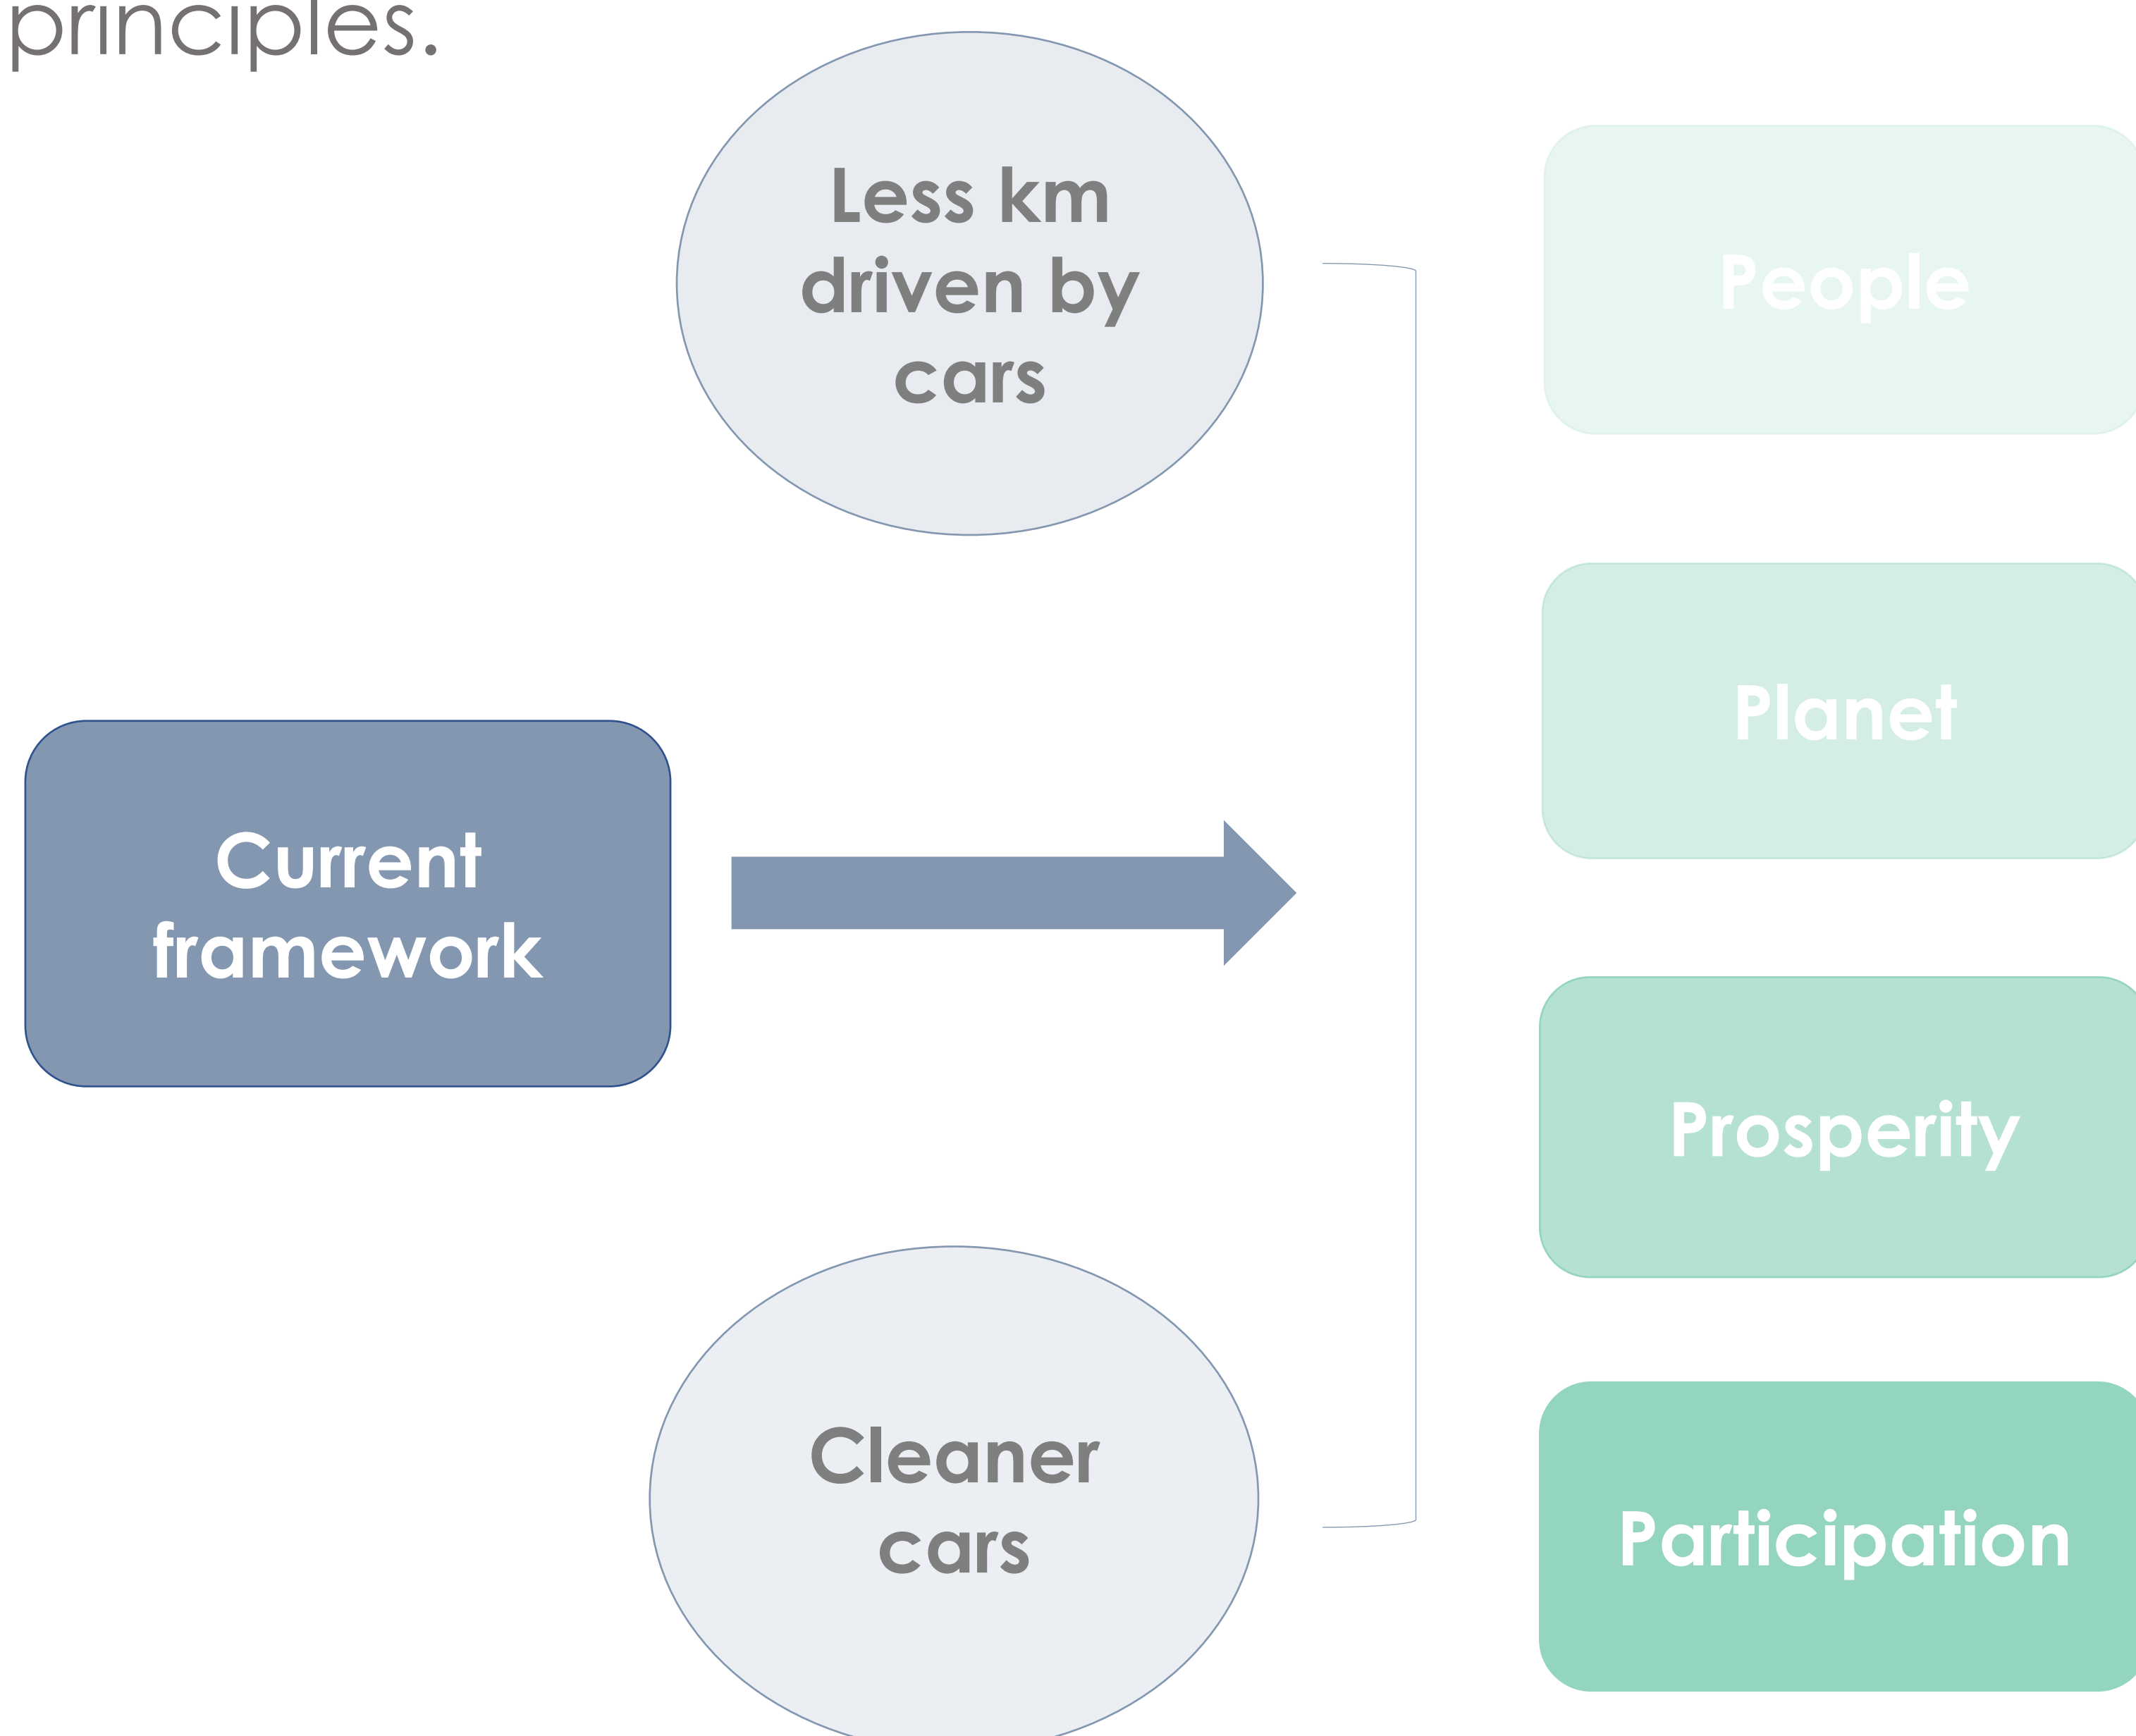 principles.
Less km
driven by
cars
People
Planet
Current
framework
Prosperity
Cleaner
cars
Participation